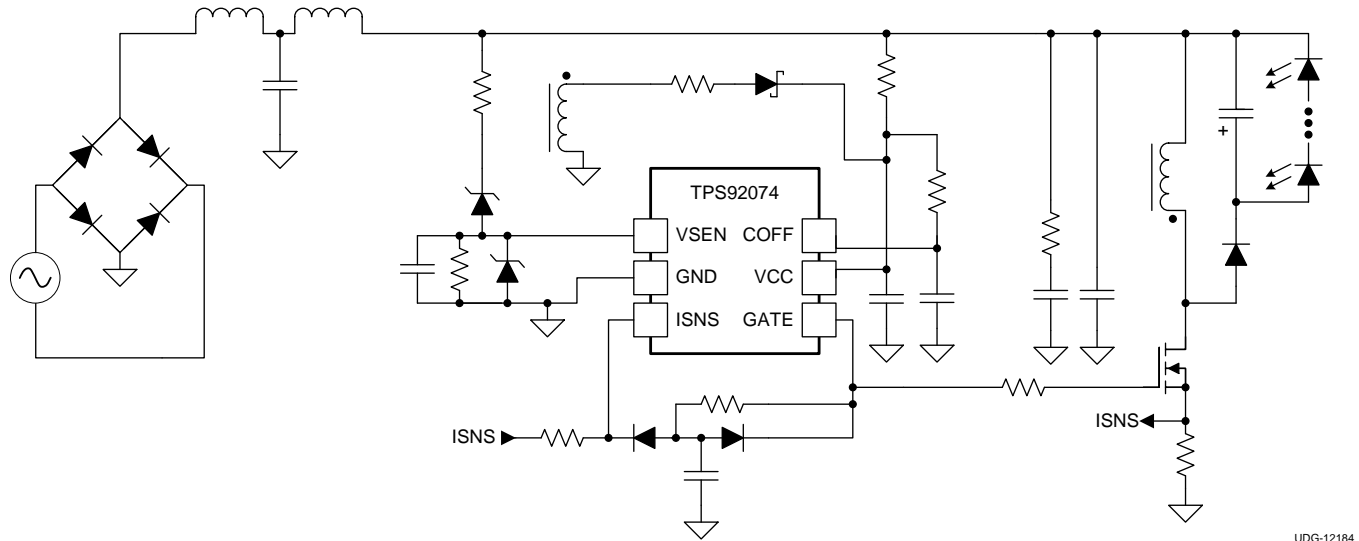 TPS92074
VSEN COFF
GND VCC
ISNS GATE
ISNS
ISNS
+
UDG-12184